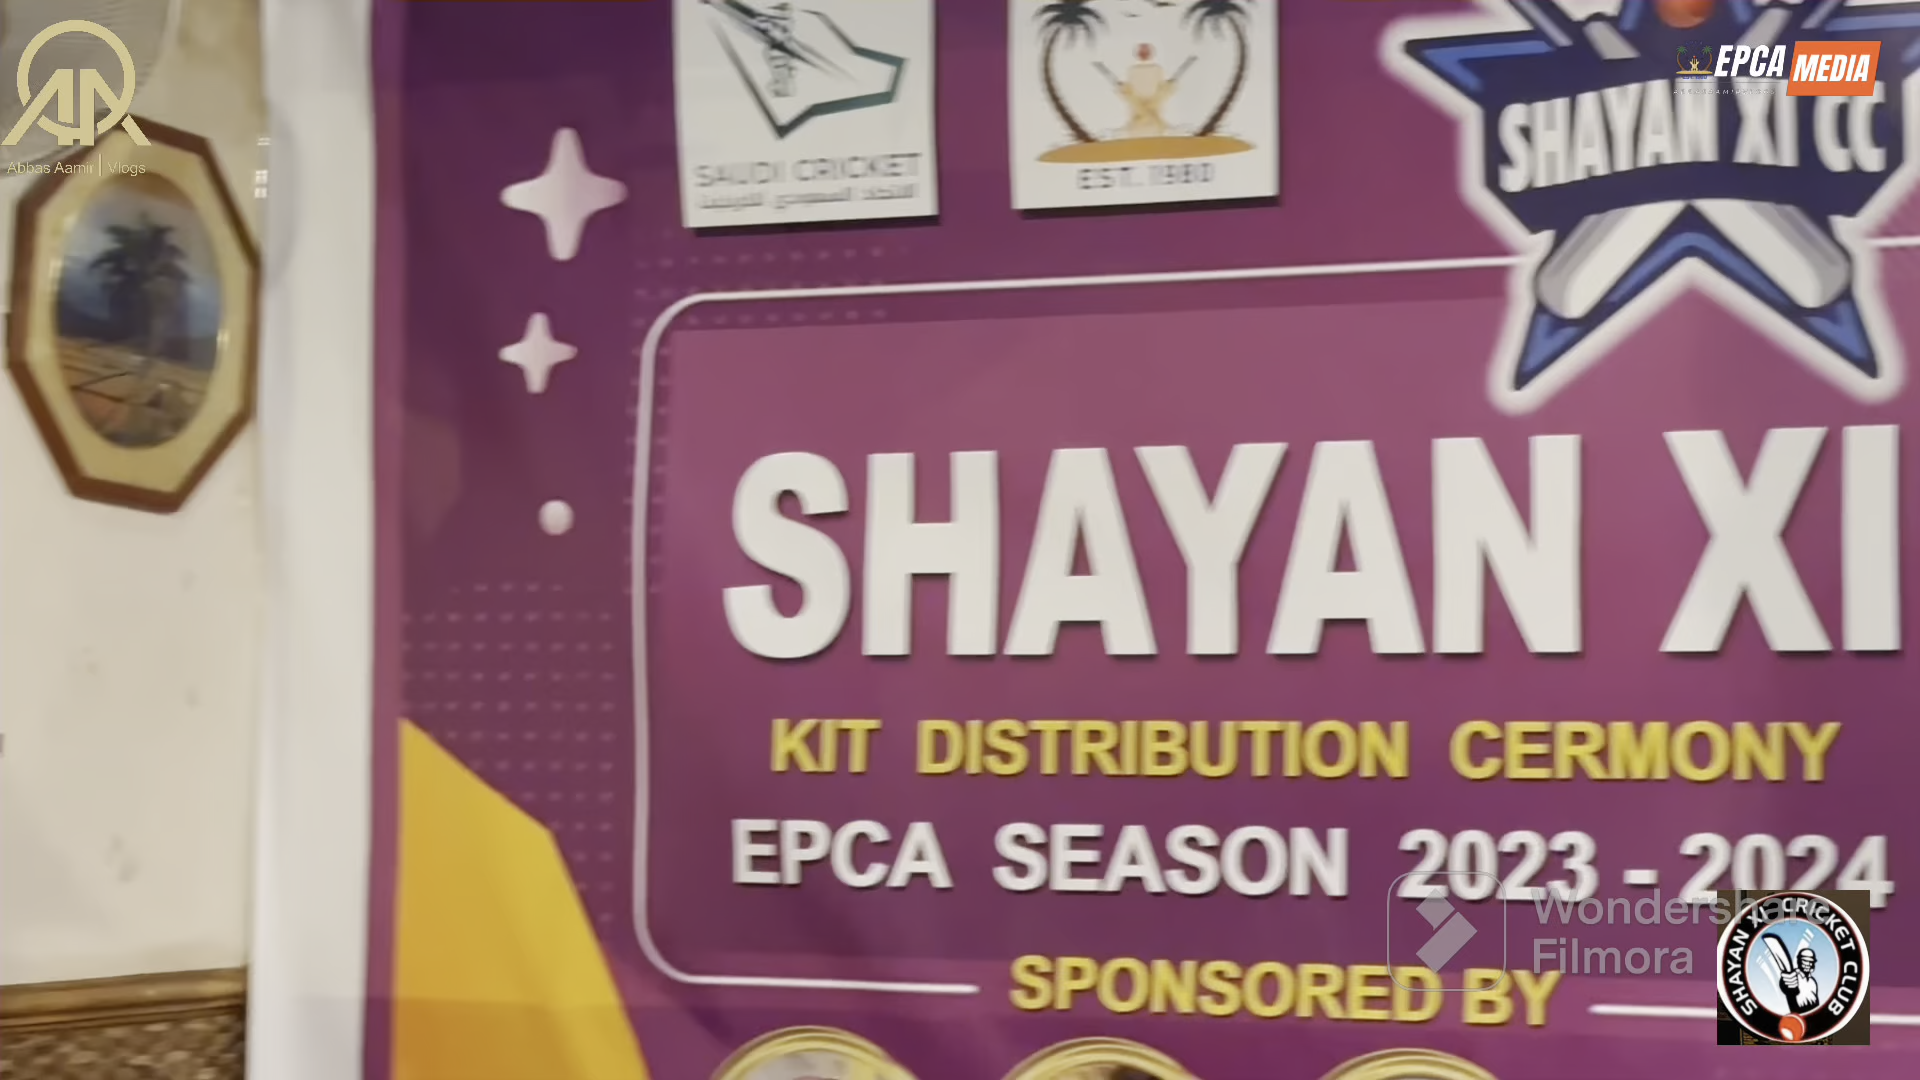 Abbas Aamir | Vlogs
SAUDI CRICKET
EST. 1980
SHAYAN XI CC
EPCA MEDIA
SHAYAN XI
KIT DISTRIBUTION CERMONY
EPCA SEASON 2023 - 2024
SPONSORED BY
Wondersha
Filmora
SHAYAN XI CRICKET CLUB